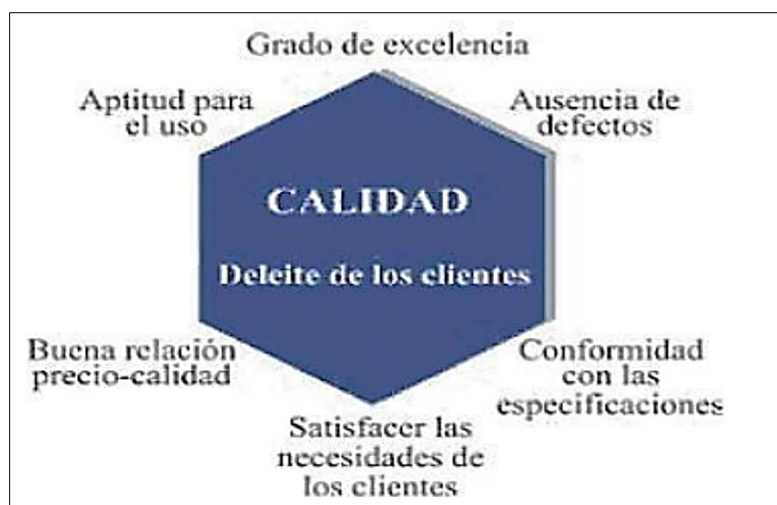 Grado de excelencia
Aptitud para
el uso
Ausencia de
defectos
CALIDAD
Deleite de los clientes
Buena relación
precio-calidad
Conformidad
con las
especificaciones
Satisfacer las
necesidades de
los clientes